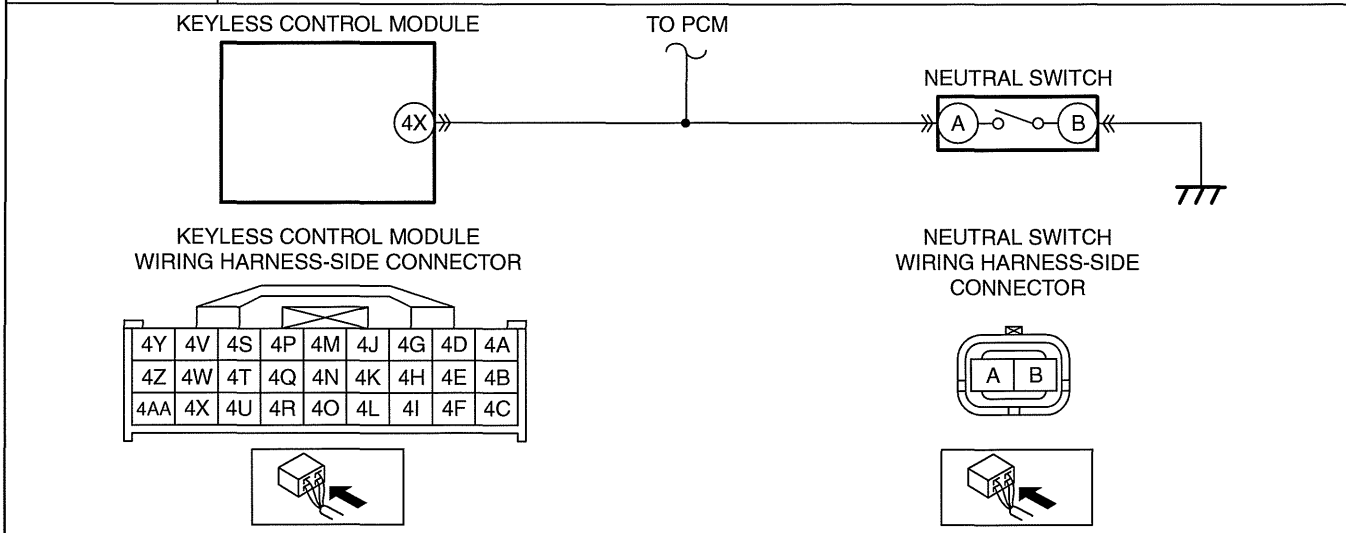 KEYLESS CONTROL MODULE
TO PCM
NEUTRAL SWITCH
4X
A
B
KEYLESS CONTROL MODULE
WIRING HARNESS-SIDE CONNECTOR
NEUTRAL SWITCH
WIRING HARNESS-SIDE
CONNECTOR
4Y 4V 4S 4P 4M 4J 4G 4D 4A
4Z 4W 4T 4Q 4N 4K 4H 4E 4B
4AA 4X 4U 4R 4O 4L 4I 4F 4C
A B